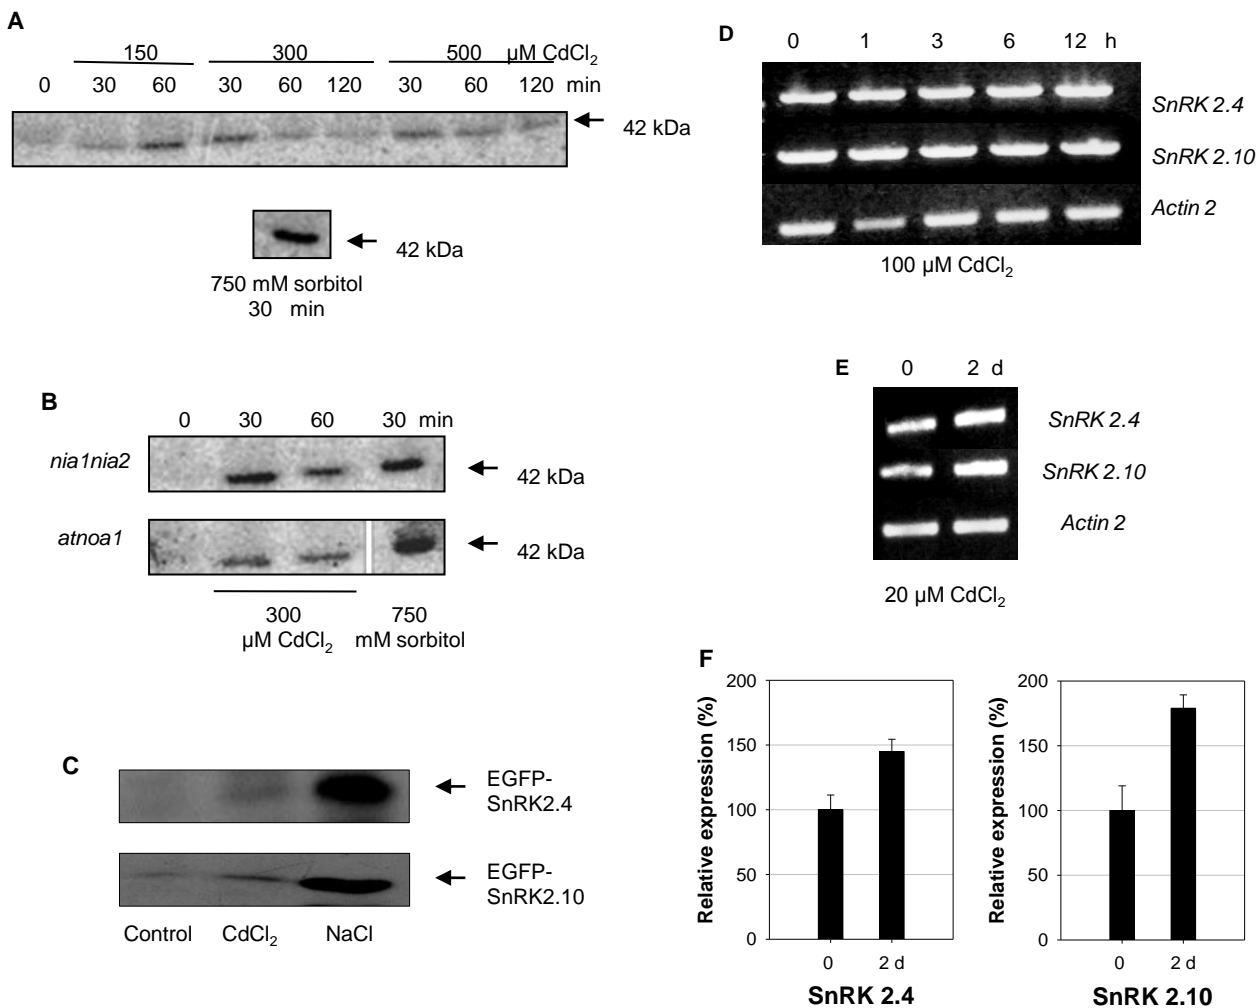 A
150 300 500 µM CdCl₂
0 30 60 30 60 120 30 60 120 min
42 kDa
42 kDa
750 mM sorbitol
30 min
B
0 30 60 30 min
nia1nia2
42 kDa
atnoa1
42 kDa
300
µM CdCl₂
750
mM sorbitol
C
EGFP-
SnRK2.4
EGFP-
SnRK2.10
Control CdCl₂ NaCl
D
0 1 3 6 12 h
SnRK 2.4
SnRK 2.10
Actin 2
100 µM CdCl₂
E
0 2 d
SnRK 2.4
SnRK 2.10
Actin 2
20 µM CdCl₂
F
Relative expression (%)
200
150
100
50
0
0 2 d
SnRK 2.4
Relative expression (%)
200
150
100
50
0
0 2 d
SnRK 2.10